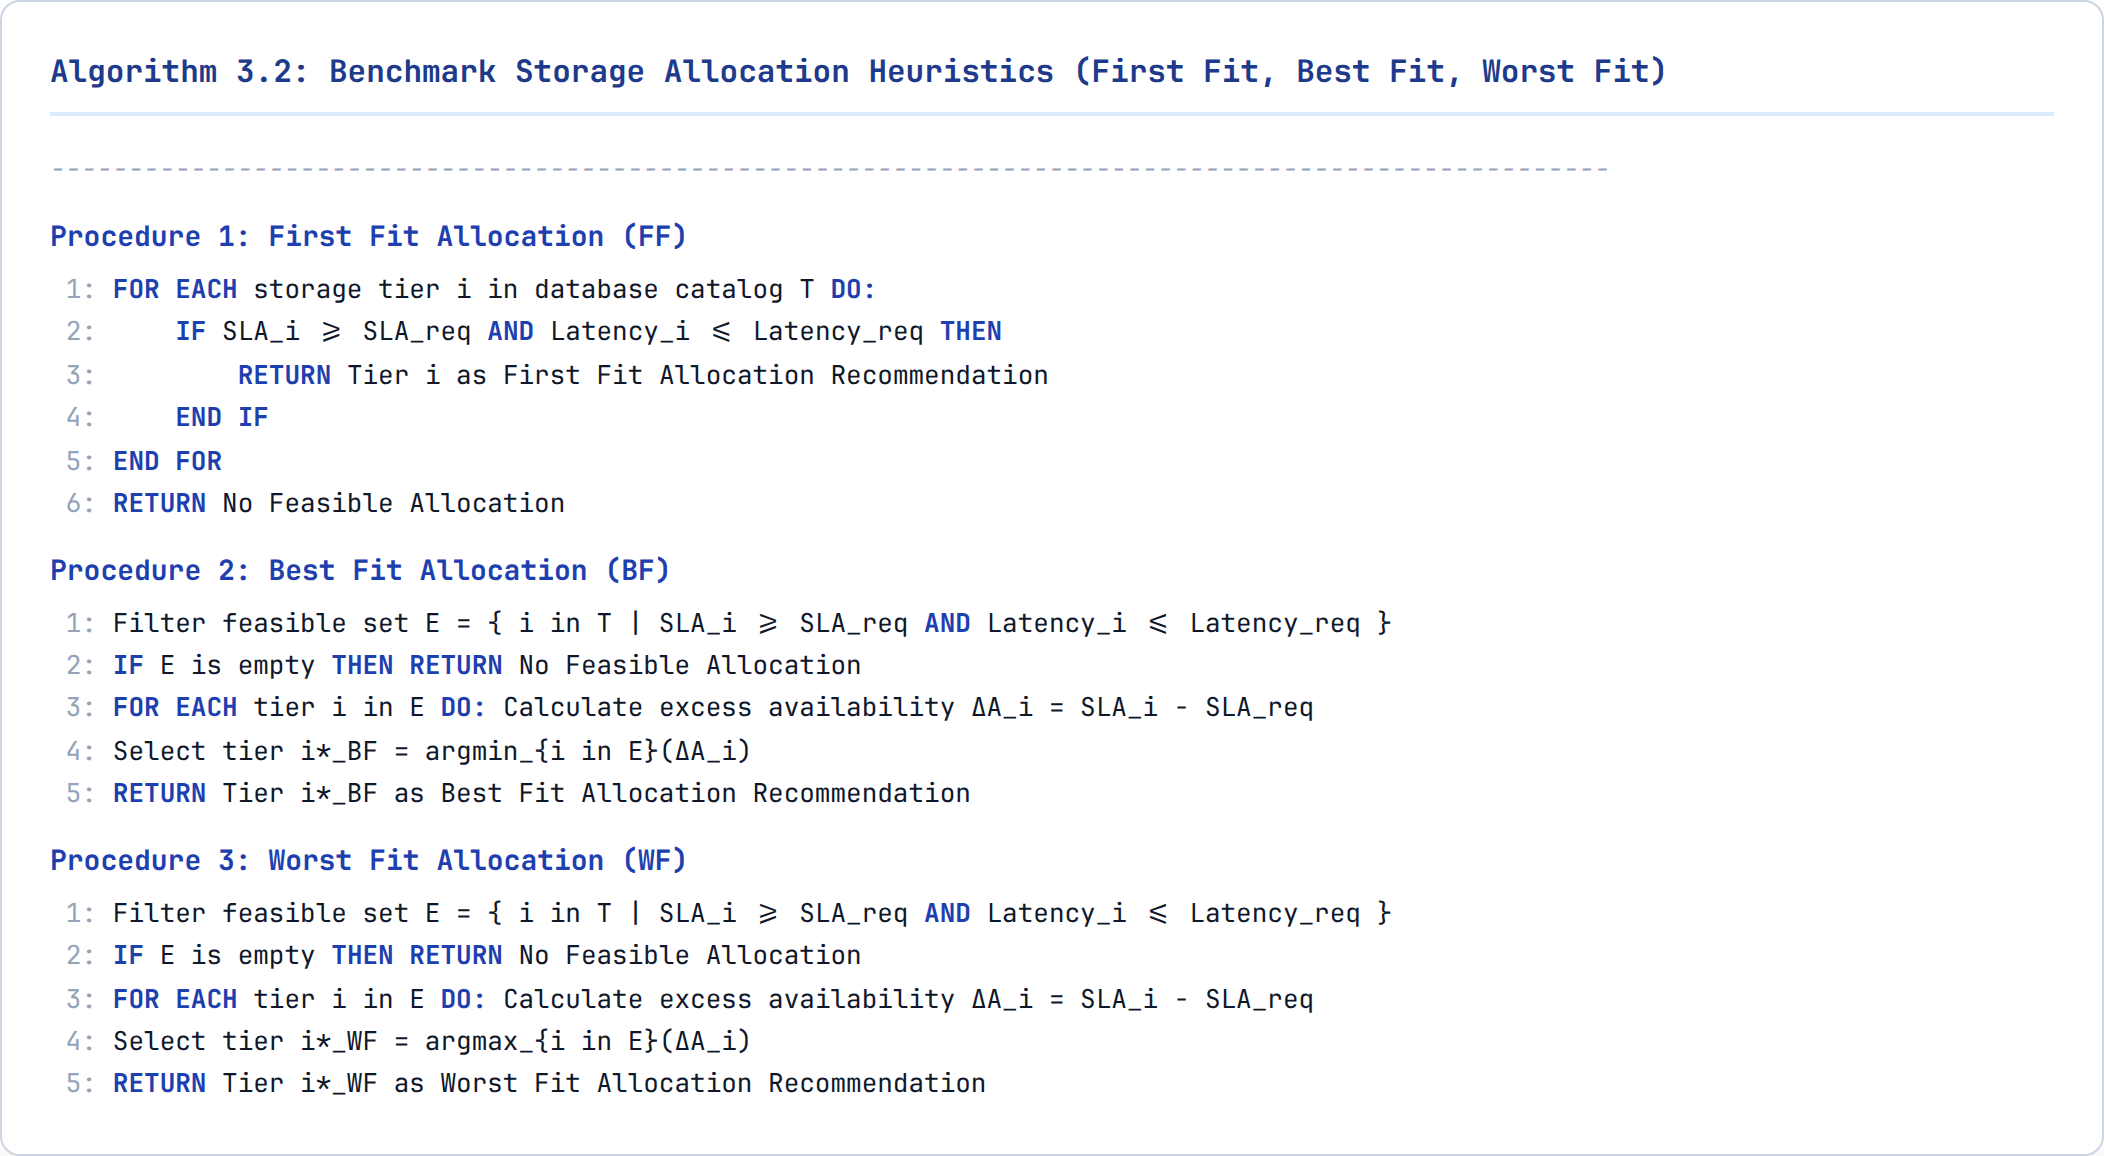 Algorithm 3.2: Benchmark Storage Allocation Heuristics (First Fit, Best Fit, Worst Fit)
----------------------------------------------------------------------------------------------------
Procedure 1: First Fit Allocation (FF)
1: FOR EACH storage tier i in database catalog T DO:
2:     IF SLA_i ≥ SLA_req AND Latency_i ≤ Latency_req THEN
3:         RETURN Tier i as First Fit Allocation Recommendation
4:     END IF
5: END FOR
6: RETURN No Feasible Allocation
Procedure 2: Best Fit Allocation (BF)
1: Filter feasible set E = { i in T | SLA_i ≥ SLA_req AND Latency_i ≤ Latency_req }
2: IF E is empty THEN RETURN No Feasible Allocation
3: FOR EACH tier i in E DO: Calculate excess availability ΔA_i = SLA_i - SLA_req
4: Select tier i*_BF = argmin_{i in E}(ΔA_i)
5: RETURN Tier i*_BF as Best Fit Allocation Recommendation
Procedure 3: Worst Fit Allocation (WF)
1: Filter feasible set E = { i in T | SLA_i ≥ SLA_req AND Latency_i ≤ Latency_req }
2: IF E is empty THEN RETURN No Feasible Allocation
3: FOR EACH tier i in E DO: Calculate excess availability ΔA_i = SLA_i - SLA_req
4: Select tier i*_WF = argmax_{i in E}(ΔA_i)
5: RETURN Tier i*_WF as Worst Fit Allocation Recommendation